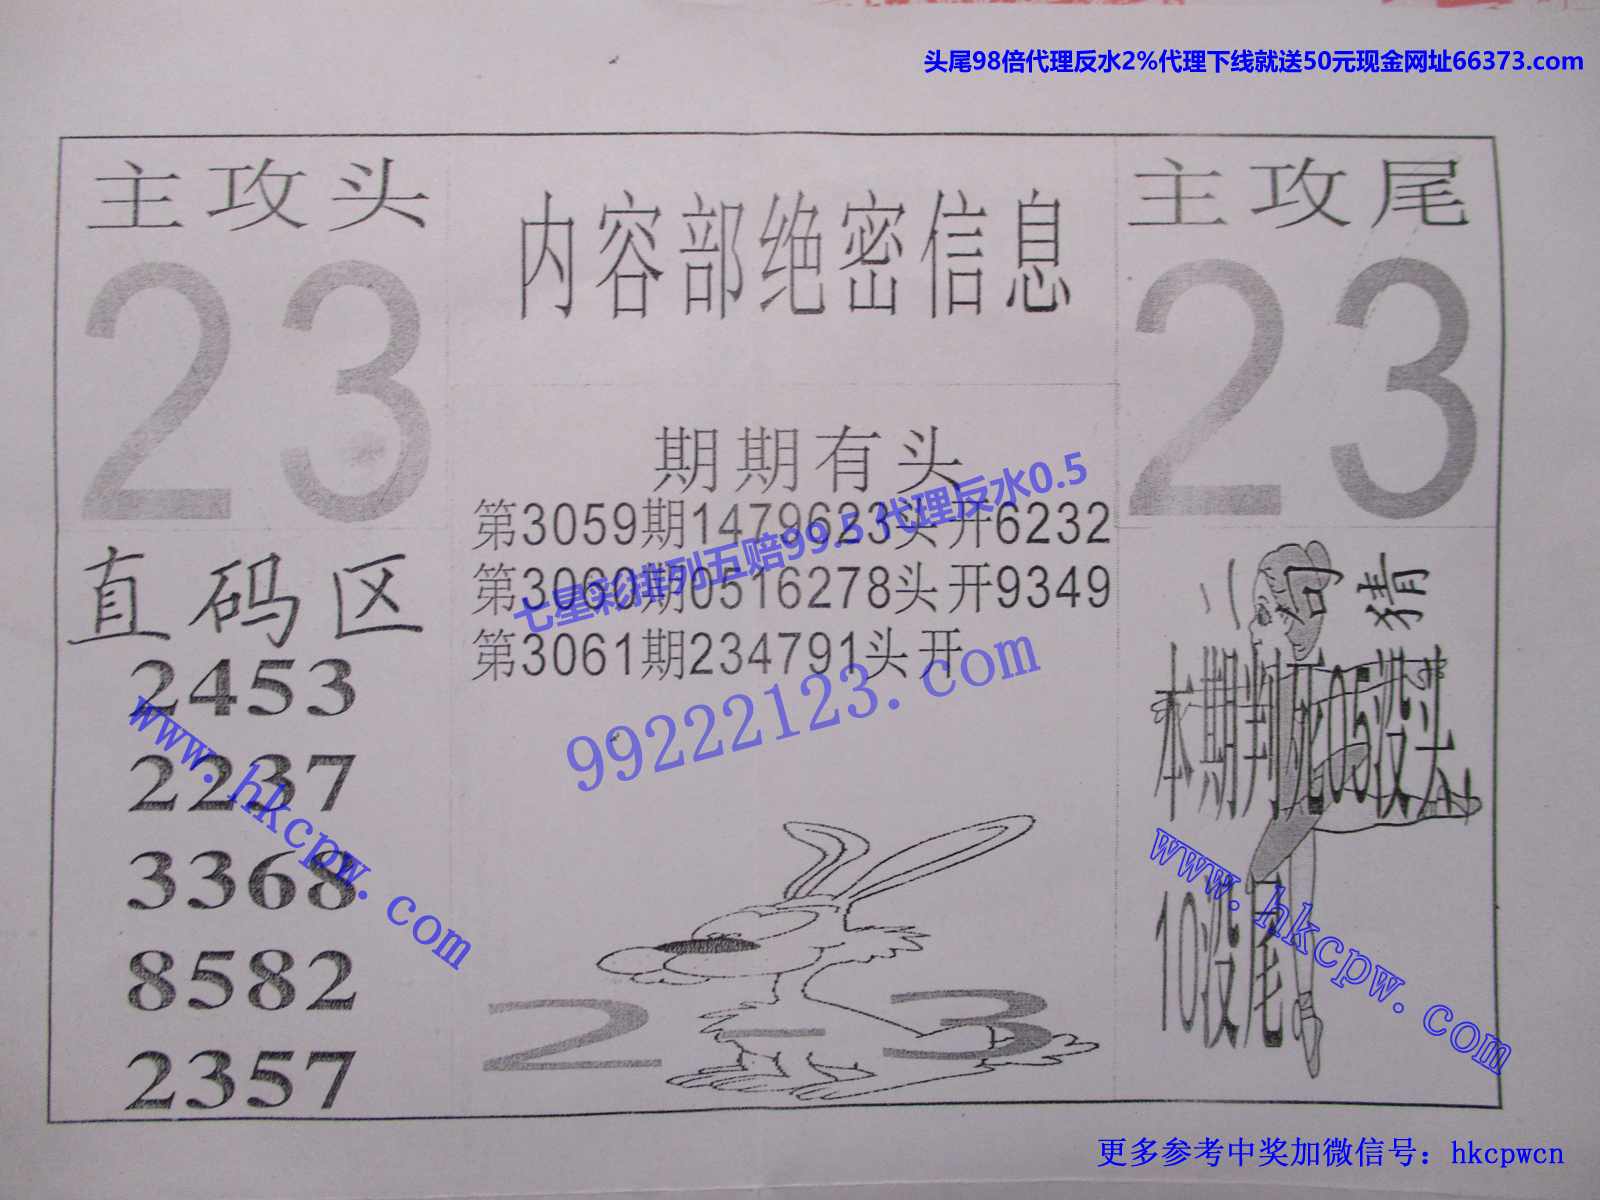 头尾98倍代理反水2%代理下线就送50元现金网址66373.com
主攻头
23
内容部绝密信息
主攻尾
23
期期有头
第3059期1479623头开6232
第3060期0516278头开9349
第3061期234791头开
七星彩排列五赔99.5 代理反水0.5
99222123.com
直码区
2453
2237
3368
8582
2357
www.hkcpw.com
2-3
二句猜
本期判死05没头
10没尾
www.hkcpw.com
更多参考中奖加微信号：hkcpwcn